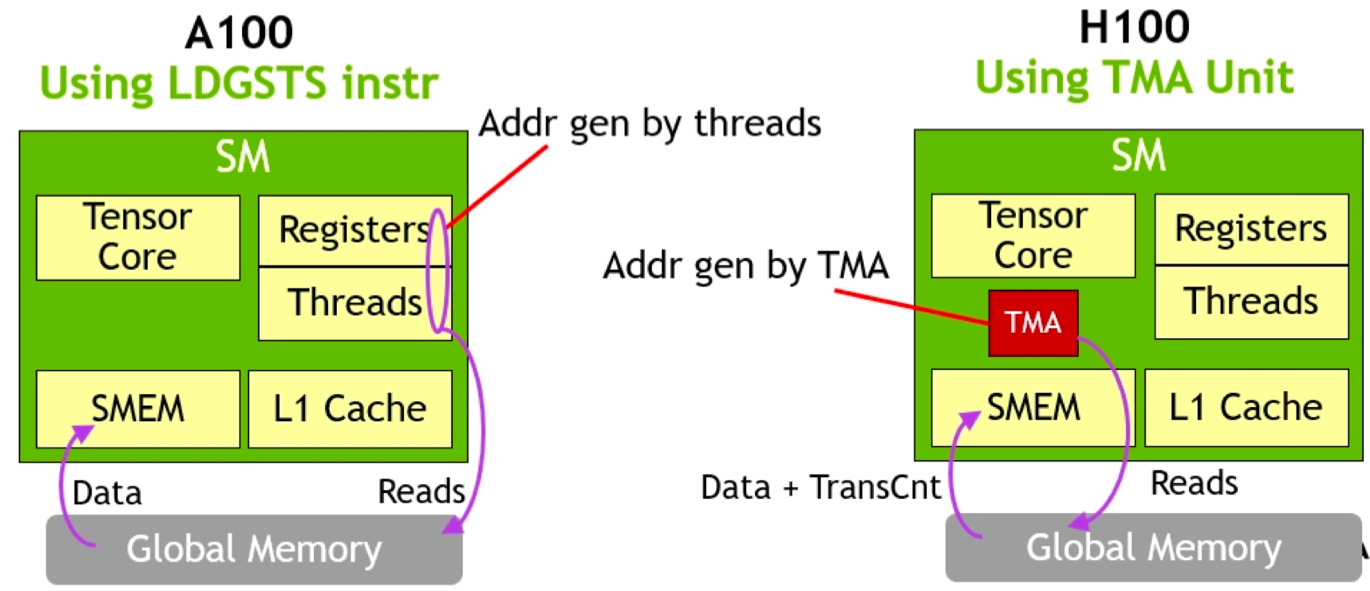 A100
Using LDGSTS instr
Addr gen by threads
SM
Tensor
Core
Registers
Threads
SMEM
L1 Cache
Data
Reads
Global Memory
H100
Using TMA Unit
Addr gen by TMA
SM
Tensor
Core
Registers
Threads
TMA
SMEM
L1 Cache
Data + TransCnt
Reads
Global Memory